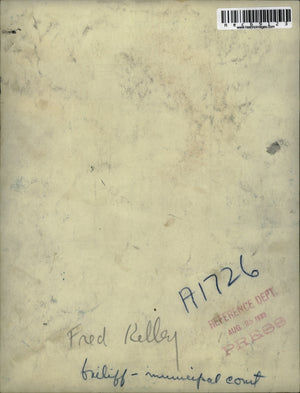 A1726
REFERENCE DEPT.
PRESS
Fred Kelley
bailiff - municipal court